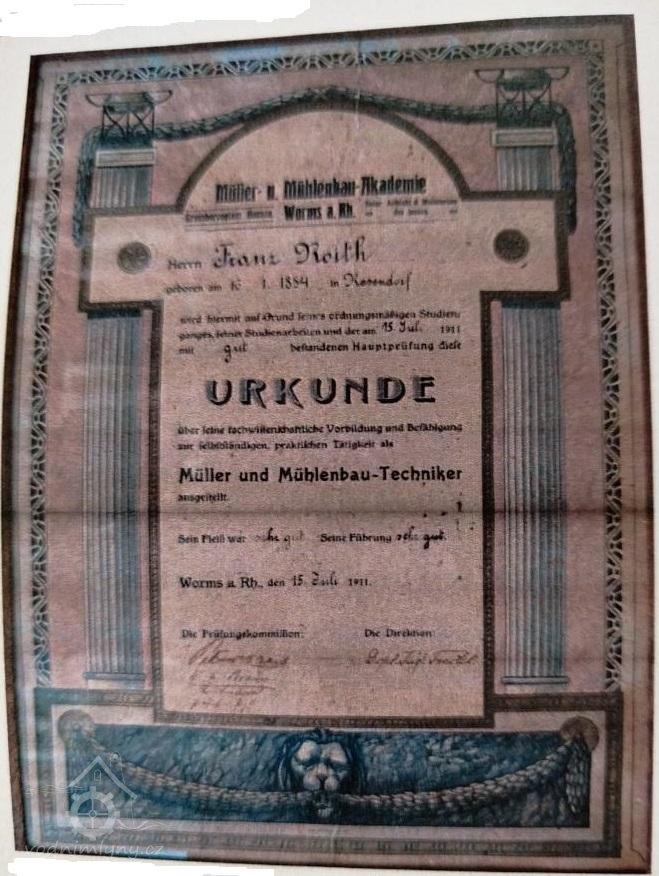 Müller- u. Mühlenbau-Akademie
Worms a. Rh.
Herrn Franz Roith
geboren am 16 1. 1884 in Rosendorf
wird hiermit auf Grund seines ordnungsmäßigen Studien-
ganges, seiner Studienarbeiten und der am 15. Juli 1911
mit gut bestandenen Hauptprüfung diese
URKUNDE
über seine fachwissenschaftliche Vorbildung und Befähigung
zur selbständigen, praktischen Tätigkeit als
Müller und Mühlenbau-Techniker
ausgestellt.
Sein Fleiß war sehr gut Seine Führung sehr gut.
Worms a. Rh., den 15. Juli 1911.
Die Prüfungskommission: Die Direktion:
vodnimlyny.cz